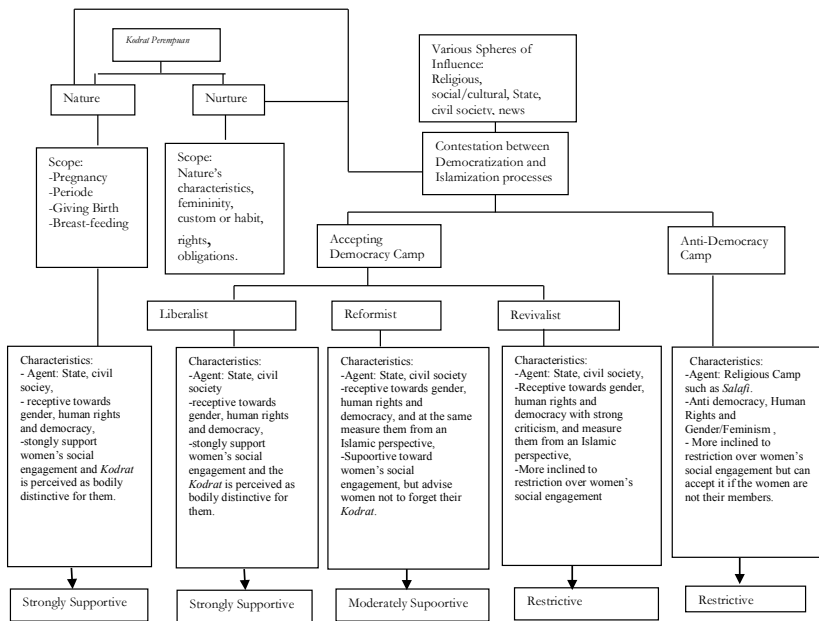 Kodrat Perempuan
Various Spheres of
Influence:
Religious,
social/cultural, State,
civil society, news
Nature
Nurture
Contestation between
Democratization and
Islamization processes
Scope:
-Pregnancy
-Periode
-Giving Birth
-Breast-feeding
Scope:
Nature's
characteristics,
femininity,
custom or habit,
rights,
obligations.
Accepting
Democracy Camp
Anti-Democracy
Camp
Liberalist
Reformist
Revivalist
Characteristics:
- Agent: State, civil
sociey,
- receptive towards
gender, human rights
and democracy,
-stongly support
women's social
engagement and Kodrat
is perceived as bodily
distinctive for them.
Characteristics:
-Agent: State, civil
society
-receptive towards
gender, human rights
and democracy,
-stongly support
women's social
engagement and the
Kodrat is perceived as
bodily distinctive for
them.
Characteristics:
-Agent: State, civil society
-receptive towards gender,
human rights and
democracy, and at the same
measure them from an
Islamic perspective,
-Supoortive toward
women's social
engagement, but advise
women not to forget their
Kodrat.
Characteristics:
-Agent: State, civil society,
-Receptive towards gender,
human rights and
democracy with strong
criticism, and measure
them from an Islamic
perspective,
-More inclined to
restriction over women's
social engagement
Characteristics:
-Agent: Religious Camp
such as Salafi.
-Anti democracy, Human
Rights and
Gender/Feminism ,
- More inclined to
restriction over women's
social engagement but can
accept it if the women are
not their members.
Strongly Supportive
Strongly Supportive
Moderately Supoortive
Restrictive
Restrictive